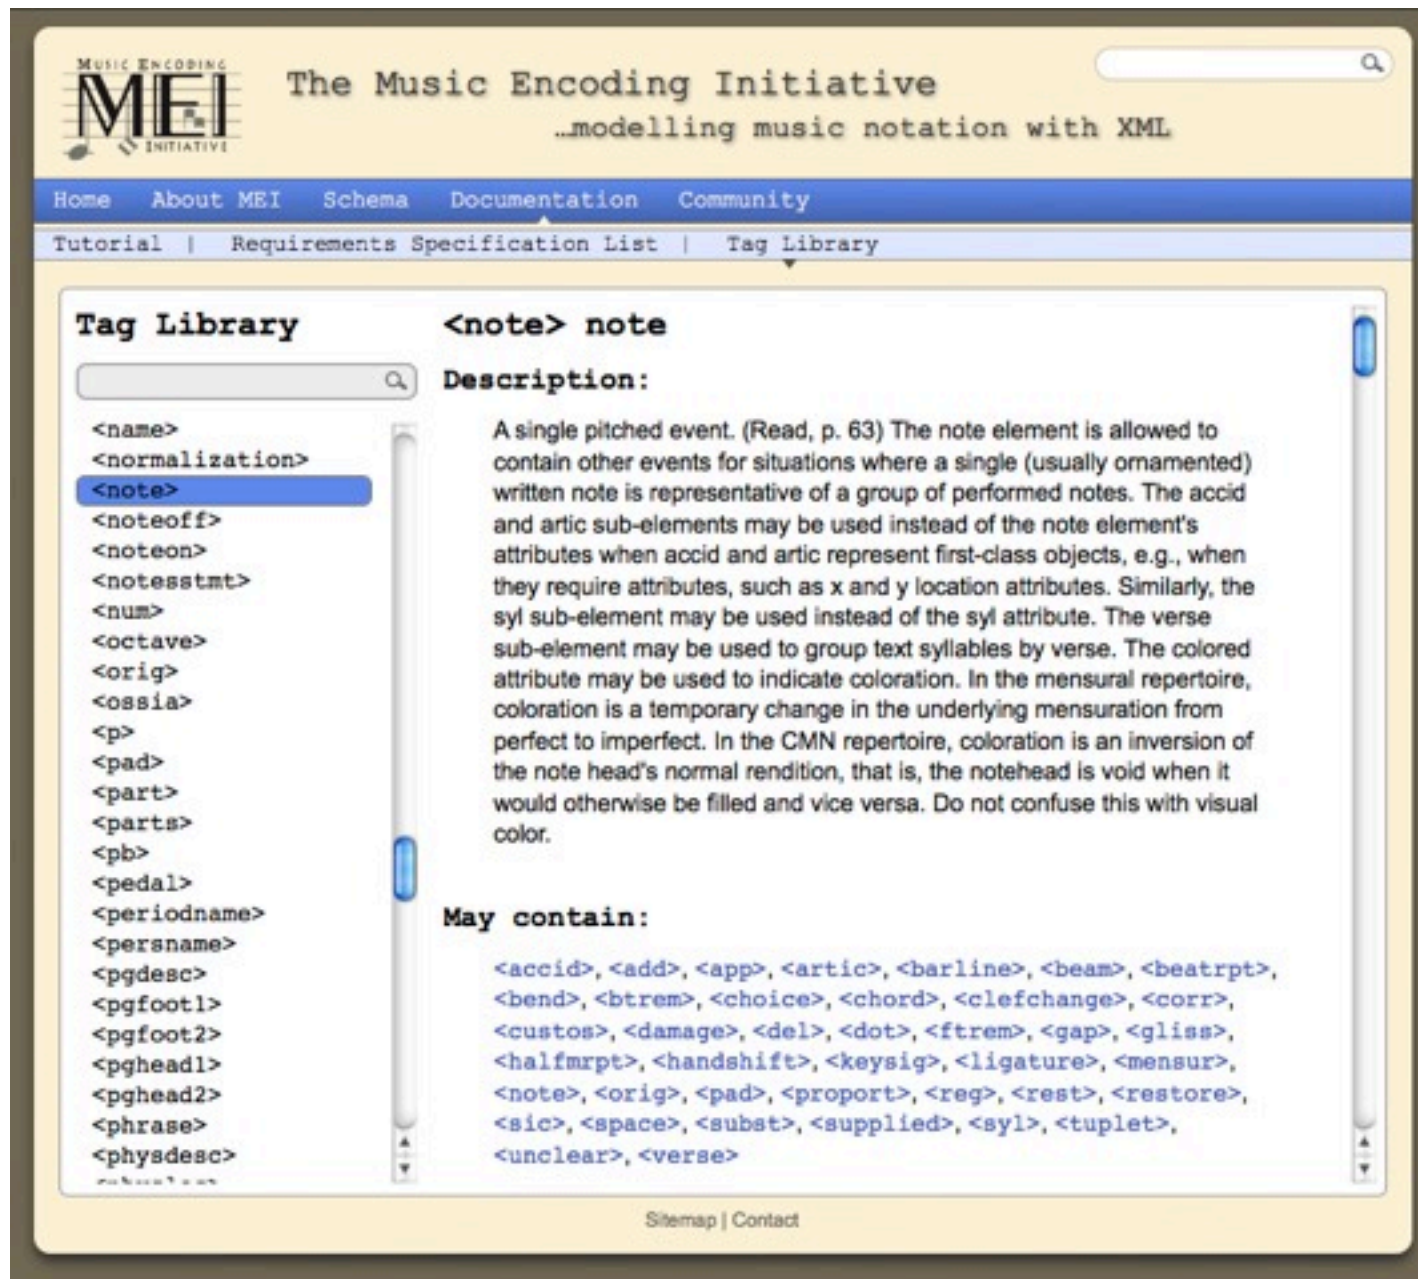 MUSIC ENCODING
MEI
INITIATIVE
The Music Encoding Initiative
…modelling music notation with XML
Home About MEI Schema Documentation Community
Tutorial | Requirements Specification List | Tag Library
Tag Library
<name>
<normalization>
<note>
<noteoff>
<noteon>
<notesstmt>
<num>
<octave>
<orig>
<ossia>
<p>
<pad>
<part>
<parts>
<pb>
<pedal>
<periodname>
<persname>
<pgdesc>
<pgfoot1>
<pgfoot2>
<pghead1>
<pghead2>
<phrase>
<physdesc>
<note> note
Description:
A single pitched event. (Read, p. 63) The note element is allowed to
contain other events for situations where a single (usually ornamented)
written note is representative of a group of performed notes. The accid
and artic sub-elements may be used instead of the note element's
attributes when accid and artic represent first-class objects, e.g., when
they require attributes, such as x and y location attributes. Similarly, the
syl sub-element may be used instead of the syl attribute. The verse
sub-element may be used to group text syllables by verse. The colored
attribute may be used to indicate coloration. In the mensural repertoire,
coloration is a temporary change in the underlying mensuration from
perfect to imperfect. In the CMN repertoire, coloration is an inversion of
the note head's normal rendition, that is, the notehead is void when it
would otherwise be filled and vice versa. Do not confuse this with visual
color.
May contain:
<accid>, <add>, <app>, <artic>, <barline>, <beam>, <beatrpt>,
<bend>, <btrem>, <choice>, <chord>, <clefchange>, <corr>,
<custos>, <damage>, <del>, <dot>, <ftrem>, <gap>, <gliss>,
<halfmrpt>, <handshift>, <keysig>, <ligature>, <mensur>,
<note>, <orig>, <pad>, <proport>, <reg>, <rest>, <restore>,
<sic>, <space>, <subst>, <supplied>, <syl>, <tuplet>,
<unclear>, <verse>
Sitemap | Contact